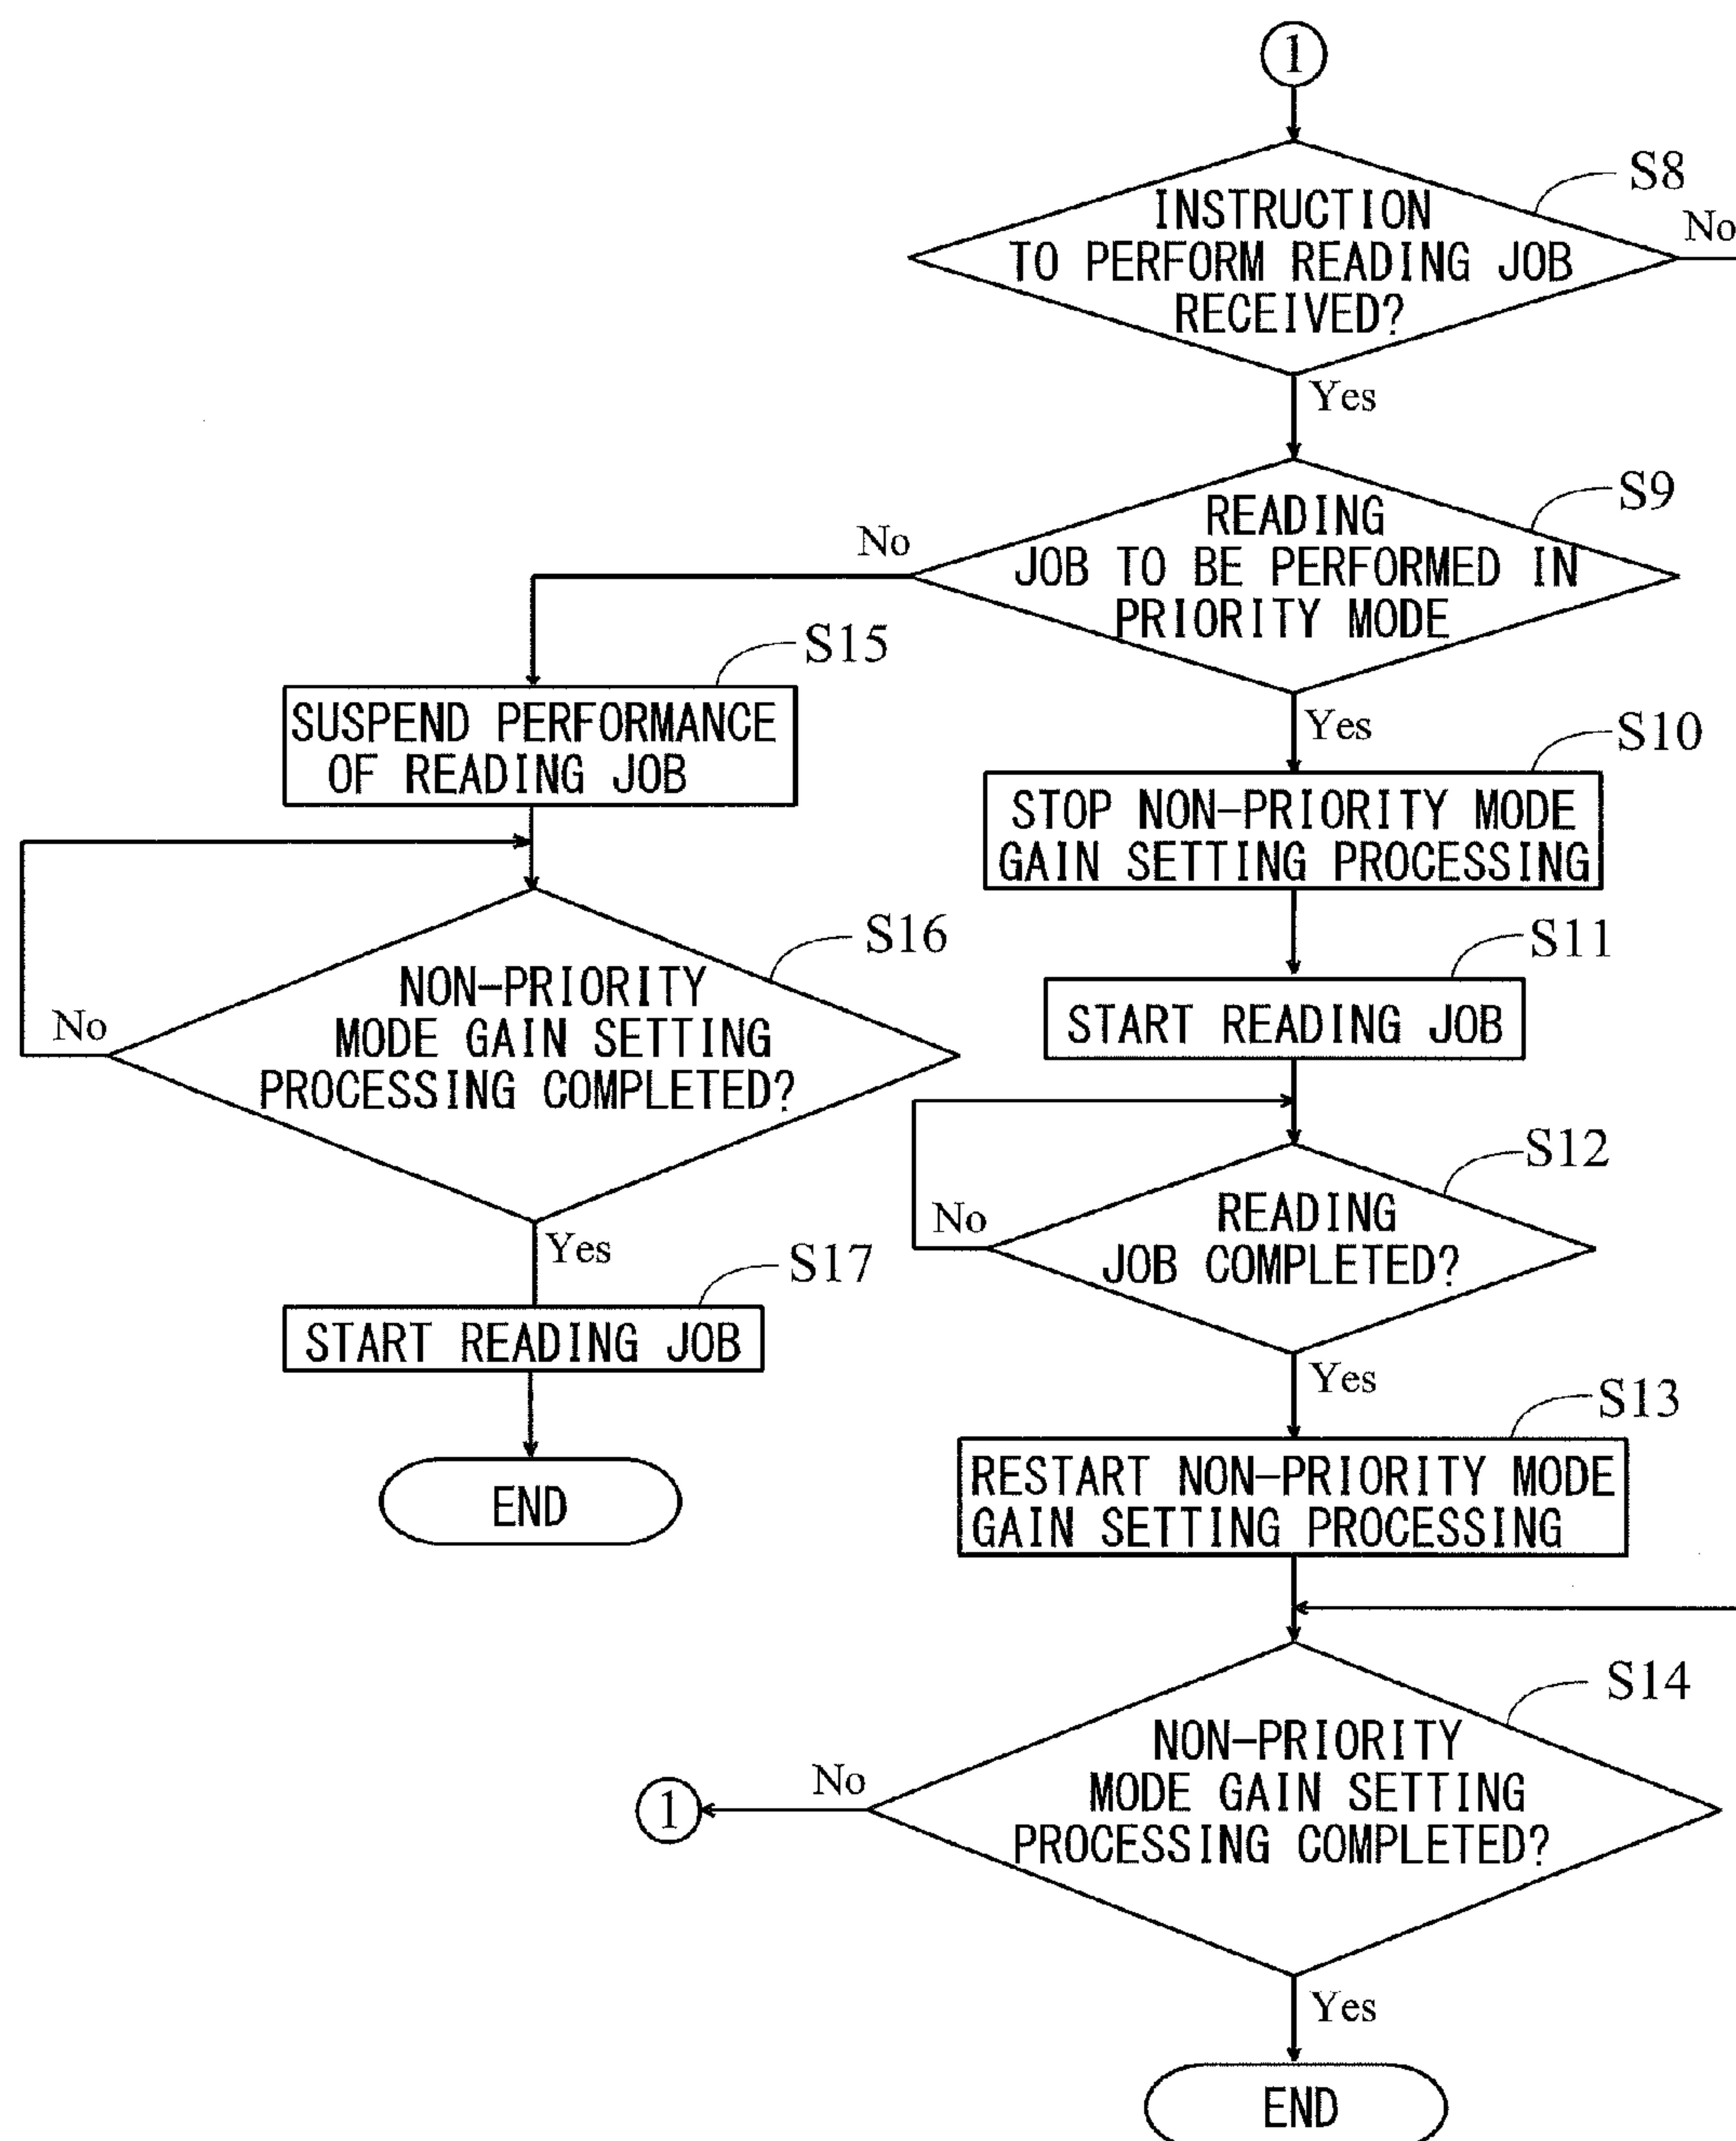 1
S8
INSTRUCTION
TO PERFORM READING JOB
RECEIVED?
No
Yes
S9
READING
JOB TO BE PERFORMED IN
PRIORITY MODE
No
Yes
S15
SUSPEND PERFORMANCE
OF READING JOB
S10
STOP NON-PRIORITY MODE
GAIN SETTING PROCESSING
S16
NON-PRIORITY
MODE GAIN SETTING
PROCESSING COMPLETED?
No
Yes
S11
START READING JOB
S12
READING
JOB COMPLETED?
No
Yes
S17
START READING JOB
END
S13
RESTART NON-PRIORITY MODE
GAIN SETTING PROCESSING
S14
NON-PRIORITY
MODE GAIN SETTING
PROCESSING COMPLETED?
No
1
Yes
END